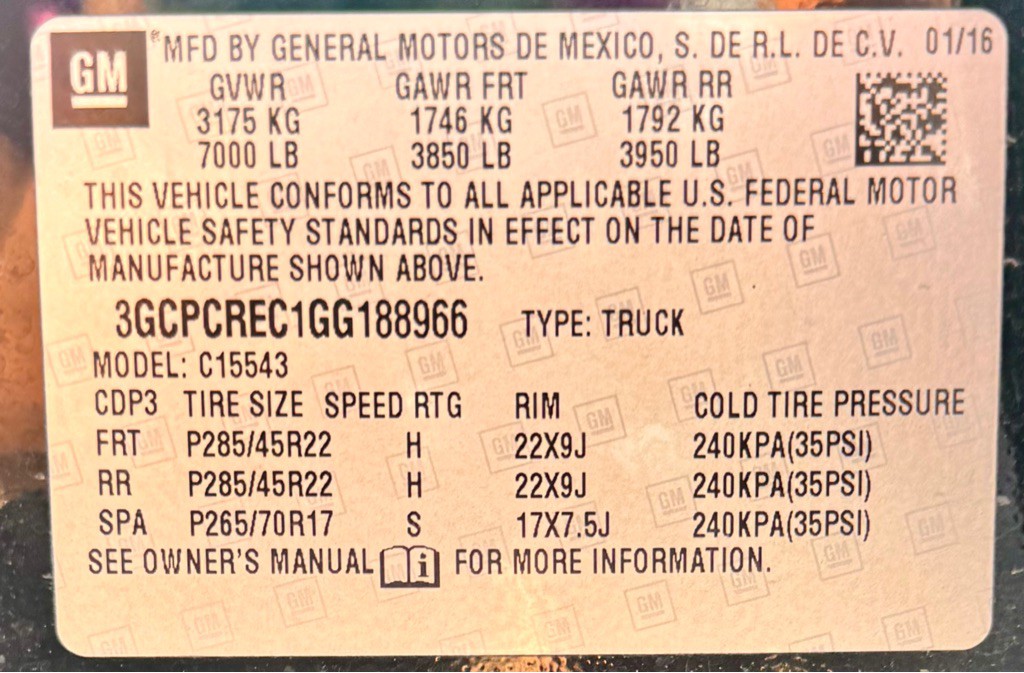 GM MFD BY GENERAL MOTORS DE MEXICO, S. DE R.L. DE C.V. 01/16
GVWR GAWR FRT GAWR RR
3175 KG 1746 KG 1792 KG
7000 LB 3850 LB 3950 LB
THIS VEHICLE CONFORMS TO ALL APPLICABLE U.S. FEDERAL MOTOR
VEHICLE SAFETY STANDARDS IN EFFECT ON THE DATE OF
MANUFACTURE SHOWN ABOVE.
3GCPCREC1GG188966 TYPE: TRUCK
MODEL: C15543
CDP3 TIRE SIZE SPEED RTG RIM COLD TIRE PRESSURE
FRT P285/45R22 H 22X9J 240KPA(35PSI)
RR P285/45R22 H 22X9J 240KPA(35PSI)
SPA P265/70R17 S 17X7.5J 240KPA(35PSI)
SEE OWNER'S MANUAL i FOR MORE INFORMATION.